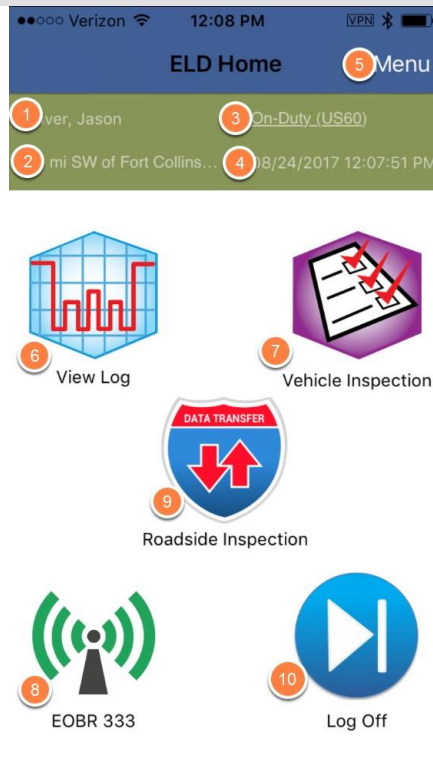 Verizon 12:08 PM VPN
ELD Home 5 Menu
1 ver, Jason 3 On-Duty (US60)
2 mi SW of Fort Collins... 4 08/24/2017 12:07:51 PM
6 7
View Log Vehicle Inspection
DATA TRANSFER
9
Roadside Inspection
8 10
EOBR 333 Log Off